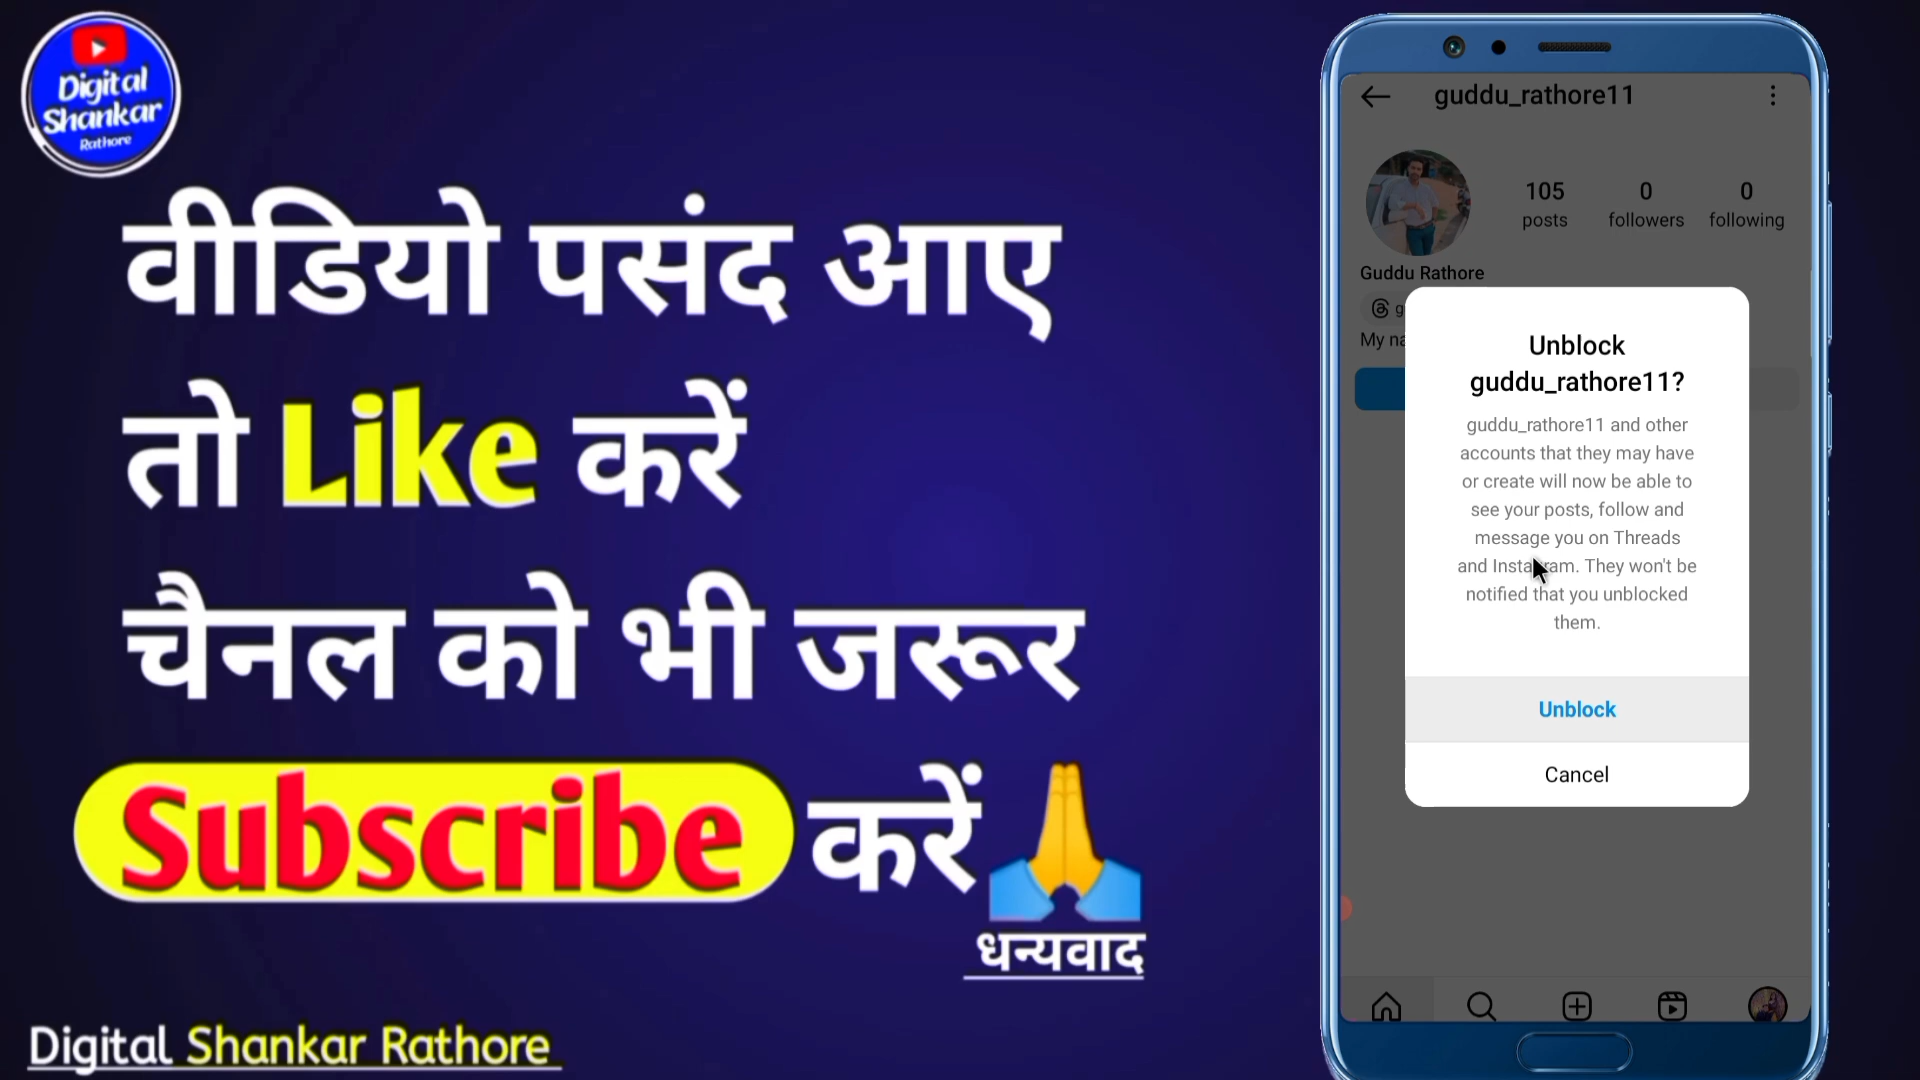 Digital
Shankar
Rathore
वीडियो पसंद आए
तो Like करें
चैनल को भी जरूर
Subscribe करें
धन्यवाद
Digital Shankar Rathore
guddu_rathore11
105 0 0
posts followers following
Guddu Rathore
My
Unblock
guddu_rathore11?
guddu_rathore11 and other
accounts that they may have
or create will now be able to
see your posts, follow and
message you on Threads
and Instagram. They won't be
notified that you unblocked
them.
Unblock
Cancel